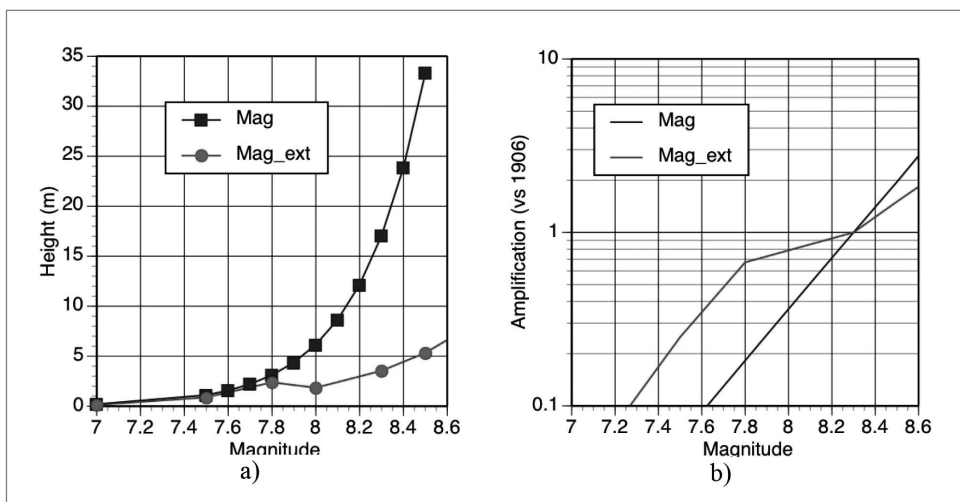 35
30
25
20
15
10
5
0
Height (m)
Mag
Mag_ext
7 7.2 7.4 7.6 7.8 8 8.2 8.4 8.6
Magnitude
a)
10
1
0.1
Amplification (vs 1906)
Mag
Mag_ext
7 7.2 7.4 7.6 7.8 8 8.2 8.4 8.6
Magnitude
b)